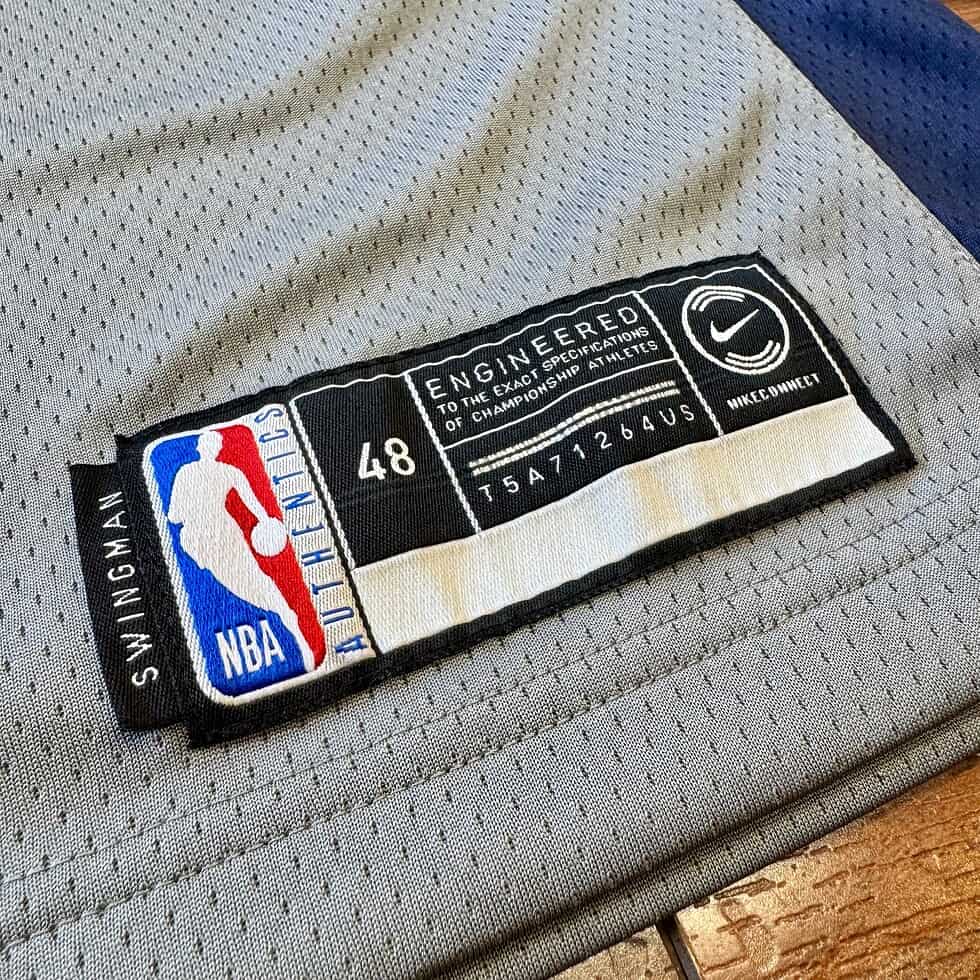 SWINGMAN
NBA
AUTHENTICS
48
ENGINEERED
TO THE EXACT SPECIFICATIONS
OF CHAMPIONSHIP ATHLETES
T5A71264US
NIKECONNECT